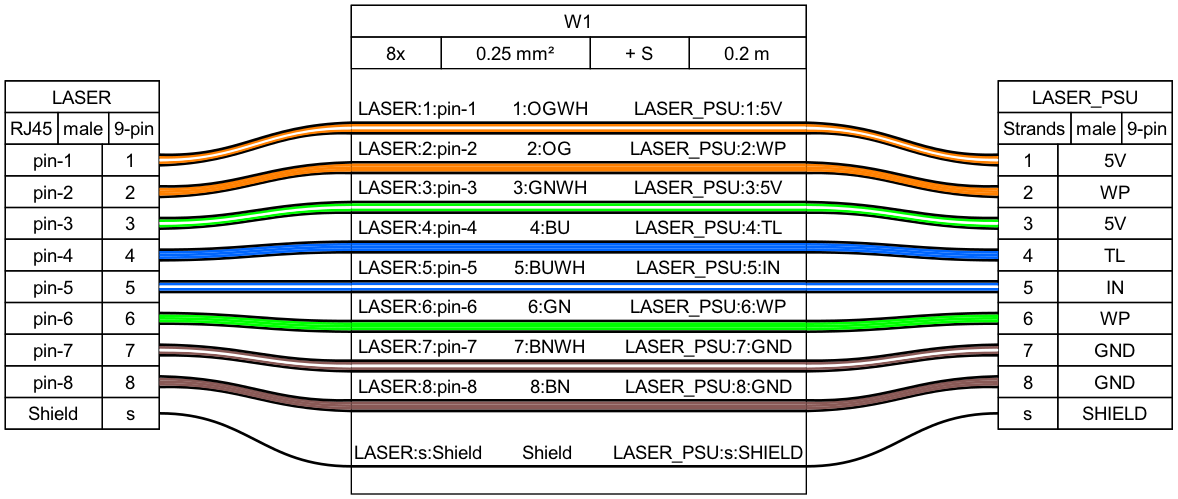 W1
8x 0.25 mm² + S 0.2 m
LASER
RJ45 male 9-pin
pin-1 1
pin-2 2
pin-3 3
pin-4 4
pin-5 5
pin-6 6
pin-7 7
pin-8 8
Shield s
LASER:1:pin-1 1:OGWH LASER_PSU:1:5V
LASER:2:pin-2 2:OG LASER_PSU:2:WP
LASER:3:pin-3 3:GNWH LASER_PSU:3:5V
LASER:4:pin-4 4:BU LASER_PSU:4:TL
LASER:5:pin-5 5:BUWH LASER_PSU:5:IN
LASER:6:pin-6 6:GN LASER_PSU:6:WP
LASER:7:pin-7 7:BNWH LASER_PSU:7:GND
LASER:8:pin-8 8:BN LASER_PSU:8:GND
LASER:s:Shield Shield LASER_PSU:s:SHIELD
LASER_PSU
Strands male 9-pin
1 5V
2 WP
3 5V
4 TL
5 IN
6 WP
7 GND
8 GND
s SHIELD